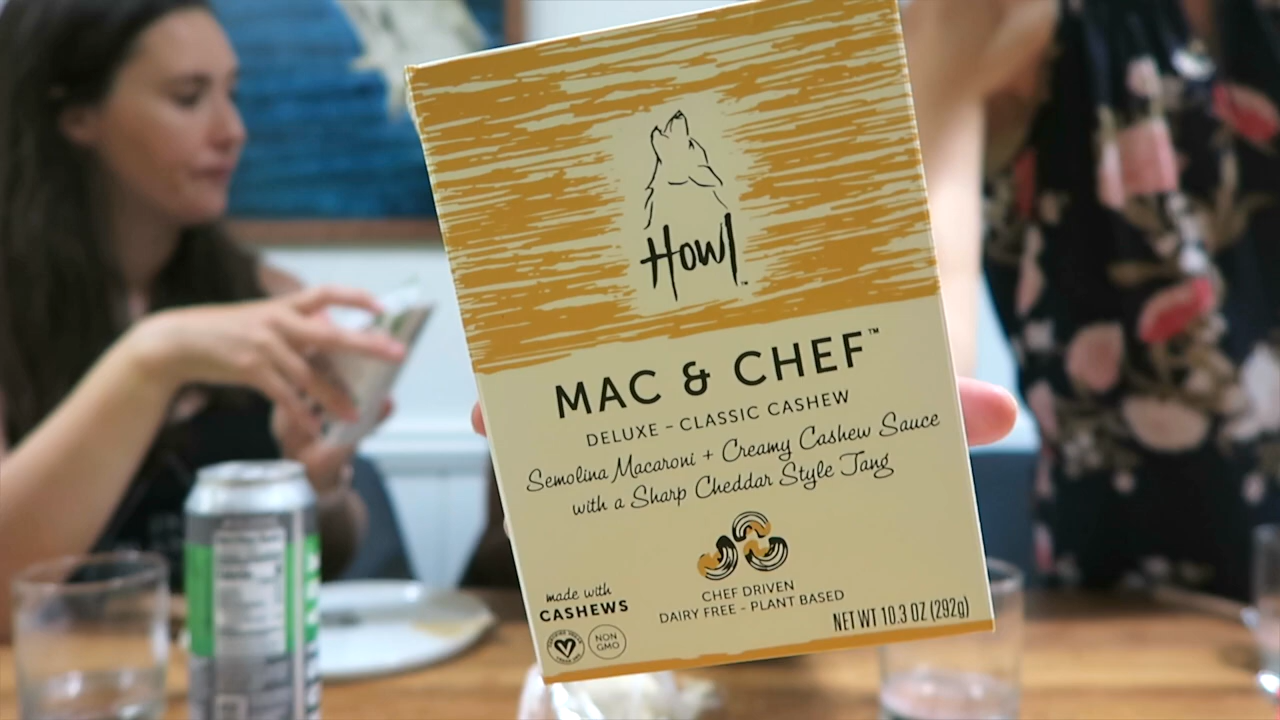 Howl™
MAC & CHEF™
DELUXE – CLASSIC CASHEW
Semolina Macaroni + Creamy Cashew Sauce
with a Sharp Cheddar Style Tang
made with
CASHEWS
NON
GMO
CHEF DRIVEN
DAIRY FREE – PLANT BASED
NET WT 10.3 OZ (292g)